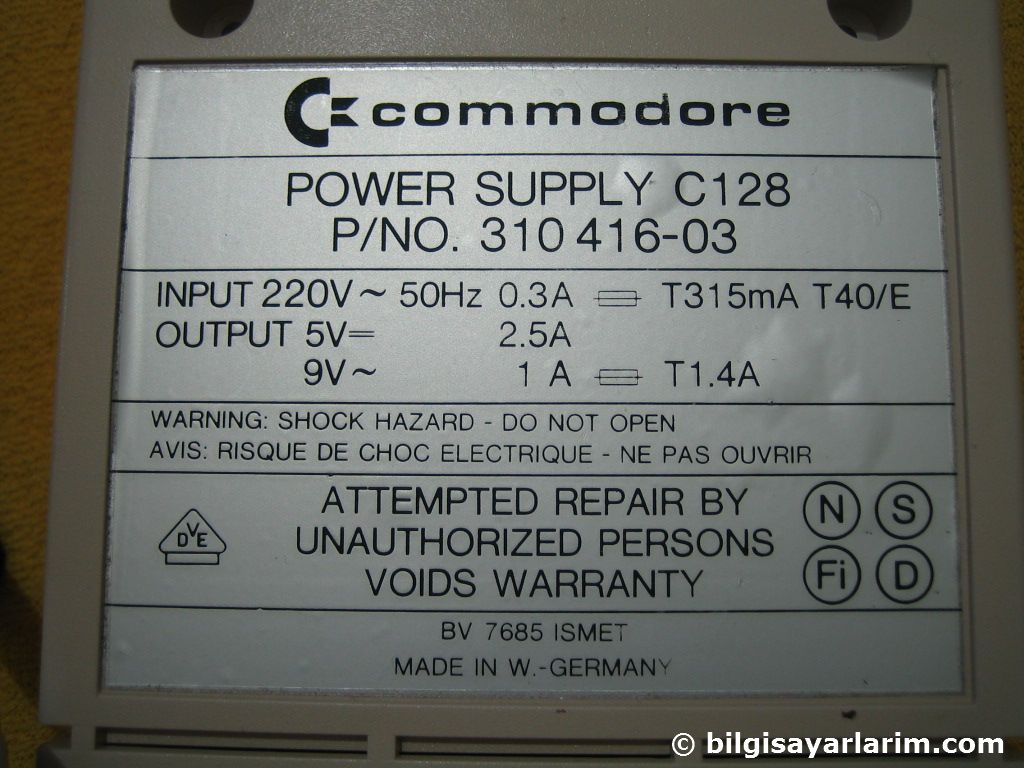 commodore
POWER SUPPLY C128
P/NO. 310 416-03
INPUT 220V~ 50Hz 0.3A T315mA T40/E
OUTPUT 5V⎓ 2.5A
9V~ 1 A T1.4A
WARNING: SHOCK HAZARD - DO NOT OPEN
AVIS: RISQUE DE CHOC ELECTRIQUE - NE PAS OUVRIR
ATTEMPTED REPAIR BY
UNAUTHORIZED PERSONS
VOIDS WARRANTY
DVE
N S
Fi D
BV 7685 ISMET
MADE IN W.-GERMANY
© bilgisayarlarim.com